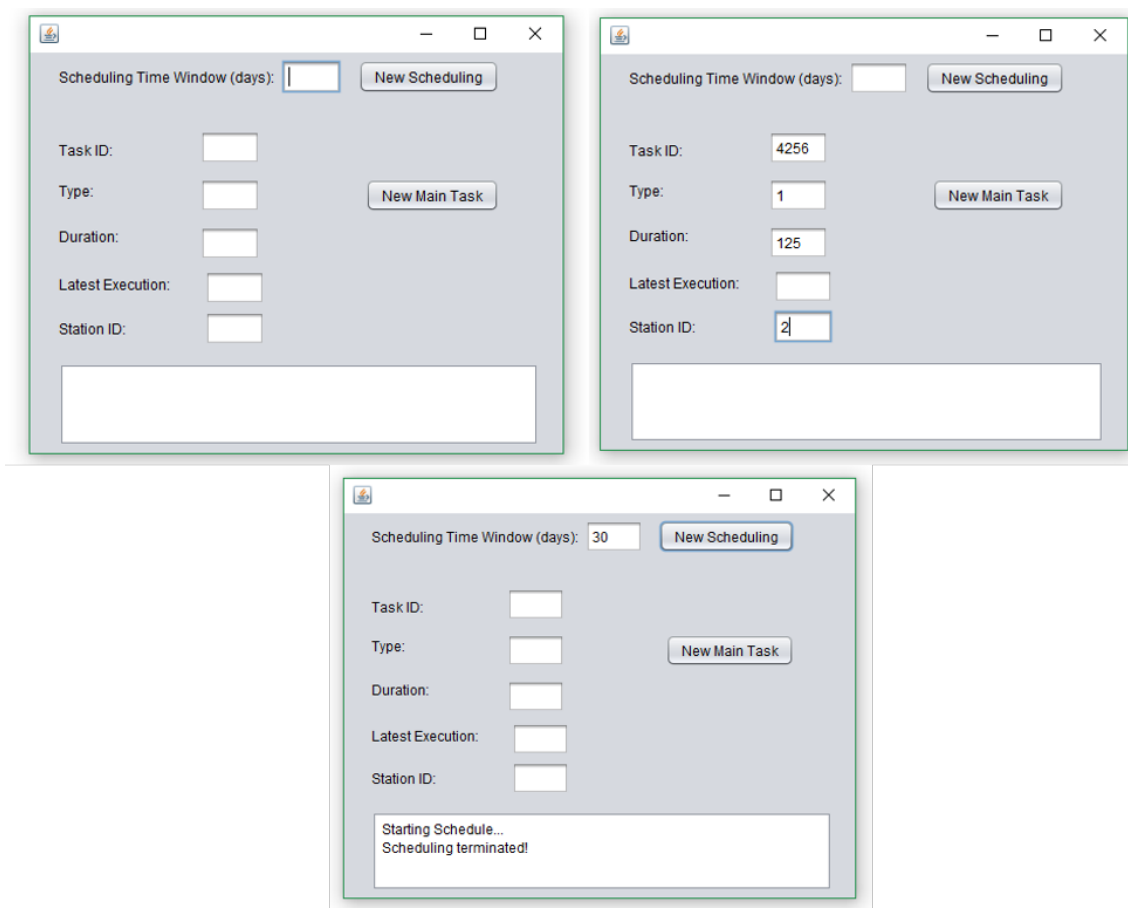 Scheduling Time Window (days): New Scheduling
Task ID:
Type: New Main Task
Duration:
Latest Execution:
Station ID:
Scheduling Time Window (days): New Scheduling
Task ID: 4256
Type: 1 New Main Task
Duration: 125
Latest Execution:
Station ID: 2
Scheduling Time Window (days): 30 New Scheduling
Task ID:
Type: New Main Task
Duration:
Latest Execution:
Station ID:
Starting Schedule...
Scheduling terminated!